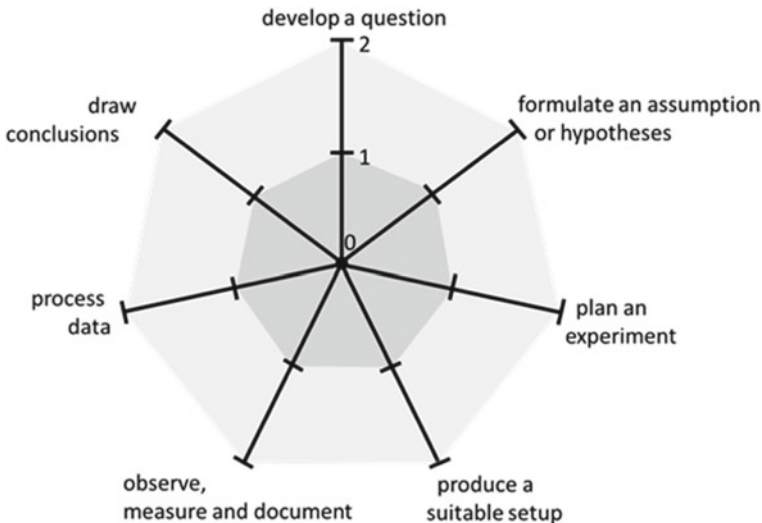 develop a question
2
formulate an assumption
or hypotheses
draw
conclusions
1
0
process
data
plan an
experiment
observe,
measure and document
produce a
suitable setup